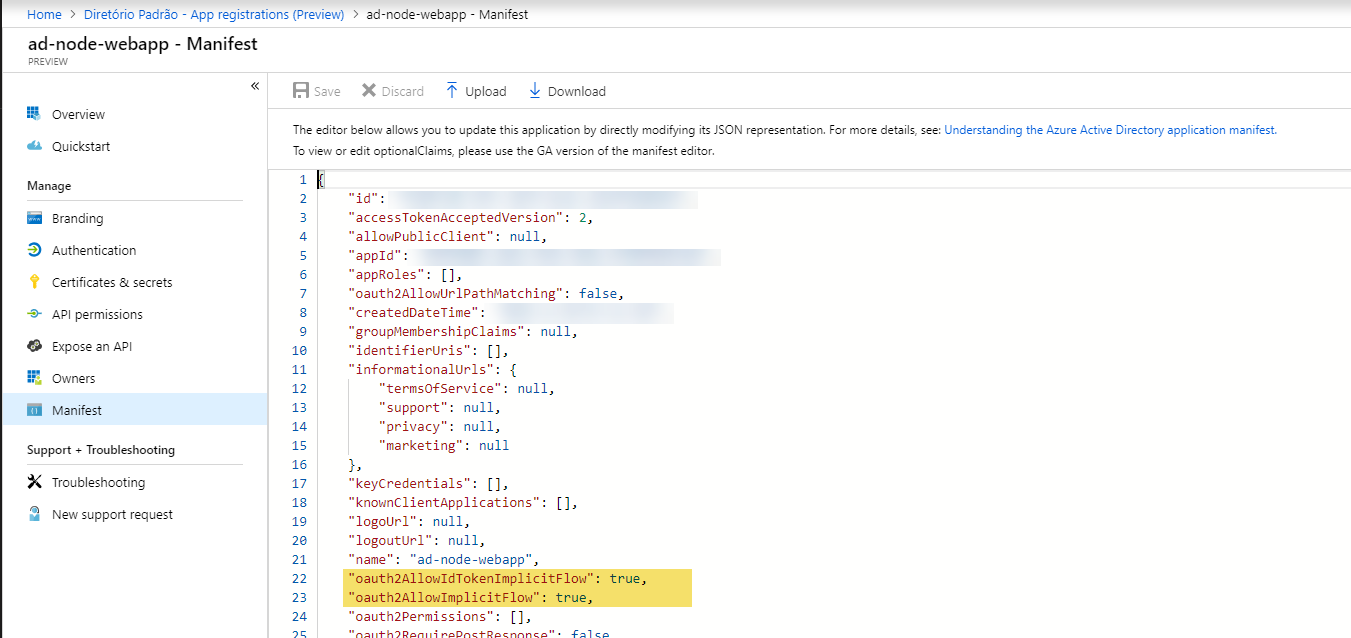 Home > Diretório Padrão - App registrations (Preview) > ad-node-webapp - Manifest
ad-node-webapp - Manifest
PREVIEW
«
Overview
Quickstart
Manage
Branding
Authentication
Certificates & secrets
API permissions
Expose an API
Owners
Manifest
Support + Troubleshooting
Troubleshooting
New support request
Save Discard Upload Download
The editor below allows you to update this application by directly modifying its JSON representation. For more details, see: Understanding the Azure Active Directory application manifest.
To view or edit optionalClaims, please use the GA version of the manifest editor.
1 {
2 "id":
3 "accessTokenAcceptedVersion": 2,
4 "allowPublicClient": null,
5 "appId":
6 "appRoles": [],
7 "oauth2AllowUrlPathMatching": false,
8 "createdDateTime":
9 "groupMembershipClaims": null,
10 "identifierUris": [],
11 "informationalUrls": {
12 "termsOfService": null,
13 "support": null,
14 "privacy": null,
15 "marketing": null
16 },
17 "keyCredentials": [],
18 "knownClientApplications": [],
19 "logoUrl": null,
20 "logoutUrl": null,
21 "name": "ad-node-webapp",
22 "oauth2AllowIdTokenImplicitFlow": true,
23 "oauth2AllowImplicitFlow": true,
24 "oauth2Permissions": [],
25 "oauth2RequirePostResponse": false